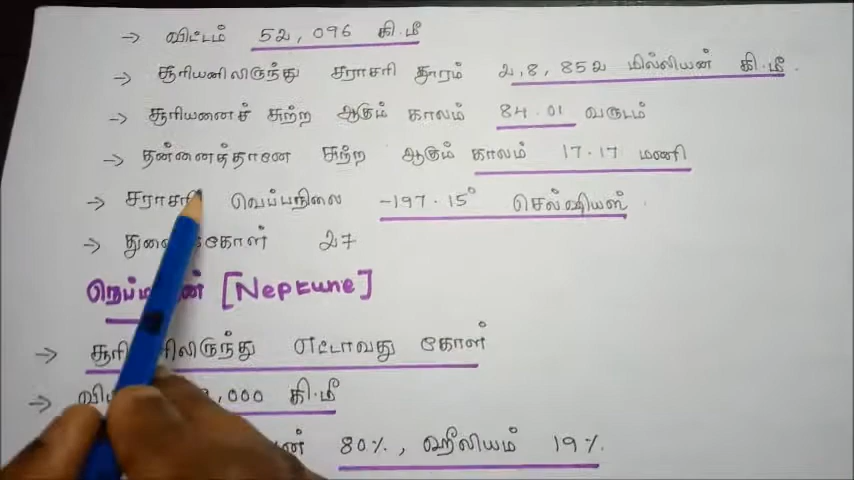 → விட்டம் 52,096 கி.மீ
→ சூரியனிலிருந்து சராசரி தூரம் 2,8,852 மில்லியன் கி.மீ.
→ சூரியனைச் சுற்ற ஆகும் காலம் 84.01 வருடம்
→ தன்னைத்தானே சுற்ற ஆகும் காலம் 17.17 மணி
→ சராசரி வெப்பநிலை -197.15° செல்ஷியஸ்
→ 27
[Neptune]
→ எட்டாவது கோள்
→ கி.மீ
80%, ஹீலியம் 19%